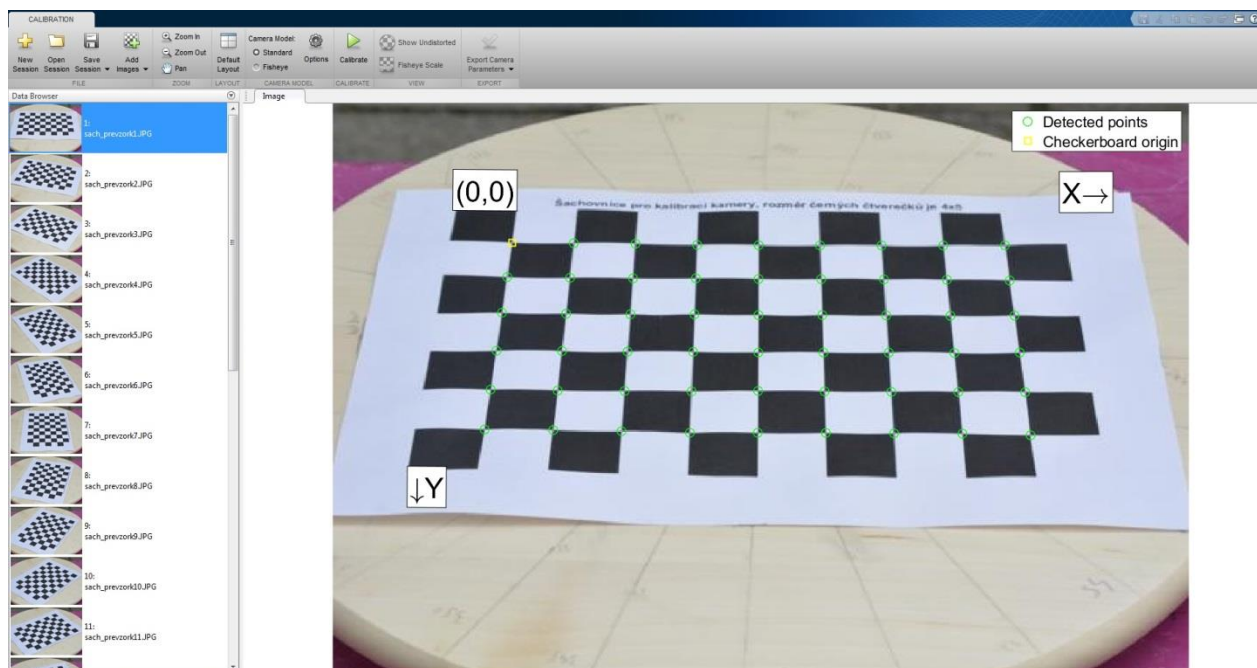 CALIBRATION
New Session
Open Session
Save Session
Add Images
Zoom In
Zoom Out
Pan
Default Layout
Camera Model:
Standard
Fisheye
Options
Calibrate
Show Undistorted
Fisheye Scale
Export Camera Parameters
FILE
ZOOM
LAYOUT
CAMERA MODEL
CALIBRATE
VIEW
EXPORT
Data Browser
Image
1:
sach_prevzork1.JPG
2:
sach_prevzork2.JPG
3:
sach_prevzork3.JPG
4:
sach_prevzork4.JPG
5:
sach_prevzork5.JPG
6:
sach_prevzork6.JPG
7:
sach_prevzork7.JPG
8:
sach_prevzork8.JPG
9:
sach_prevzork9.JPG
10:
sach_prevzork10.JPG
11:
sach_prevzork11.JPG
Detected points
Checkerboard origin
(0,0)
X→
Šachovnice pro kalibraci kamery, rozměr černých čtverečků je 4x5
↓Y